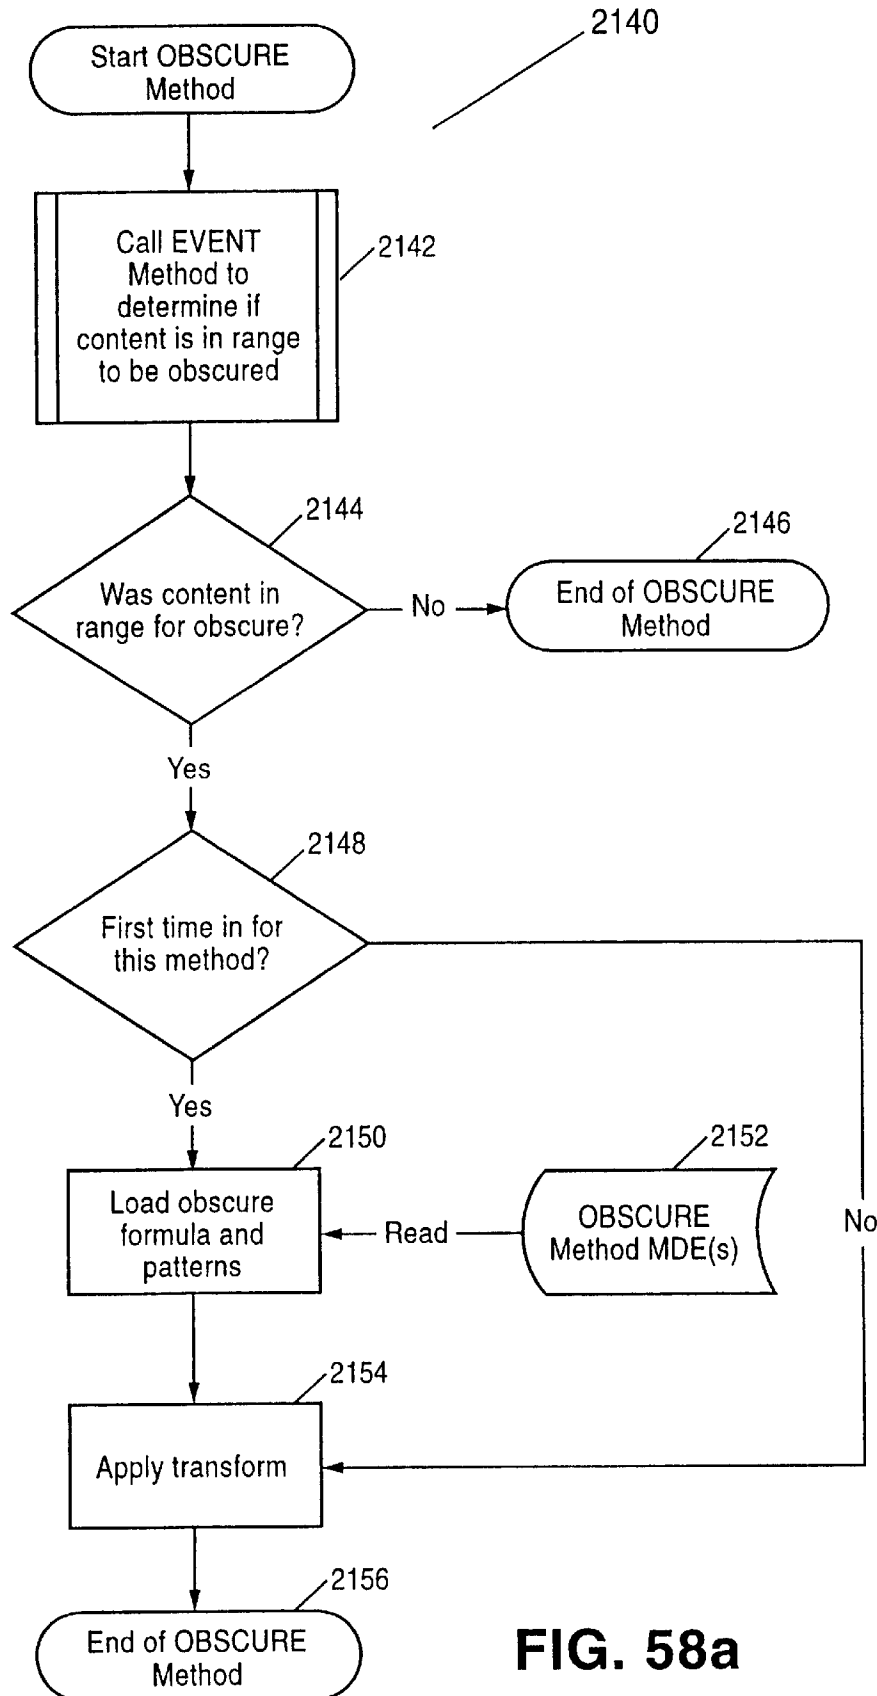 2140
Start OBSCURE
Method
Call EVENT
Method to
determine if
content is in range
to be obscured
2142
2144
Was content in
range for obscure?
No
2146
End of OBSCURE
Method
Yes
2148
First time in for
this method?
Yes
2150
Load obscure
formula and
patterns
Read
2152
OBSCURE
Method MDE(s)
No
2154
Apply transform
2156
End of OBSCURE
Method
FIG. 58a